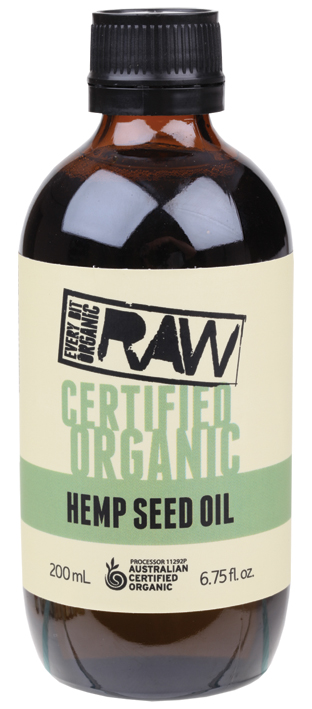 EVERY BIT
ORGANIC
RAW
CERTIFIED
ORGANIC
HEMP SEED OIL
200 mL
PROCESSOR 11292P
AUSTRALIAN
CERTIFIED
ORGANIC
6.75 fl. oz.